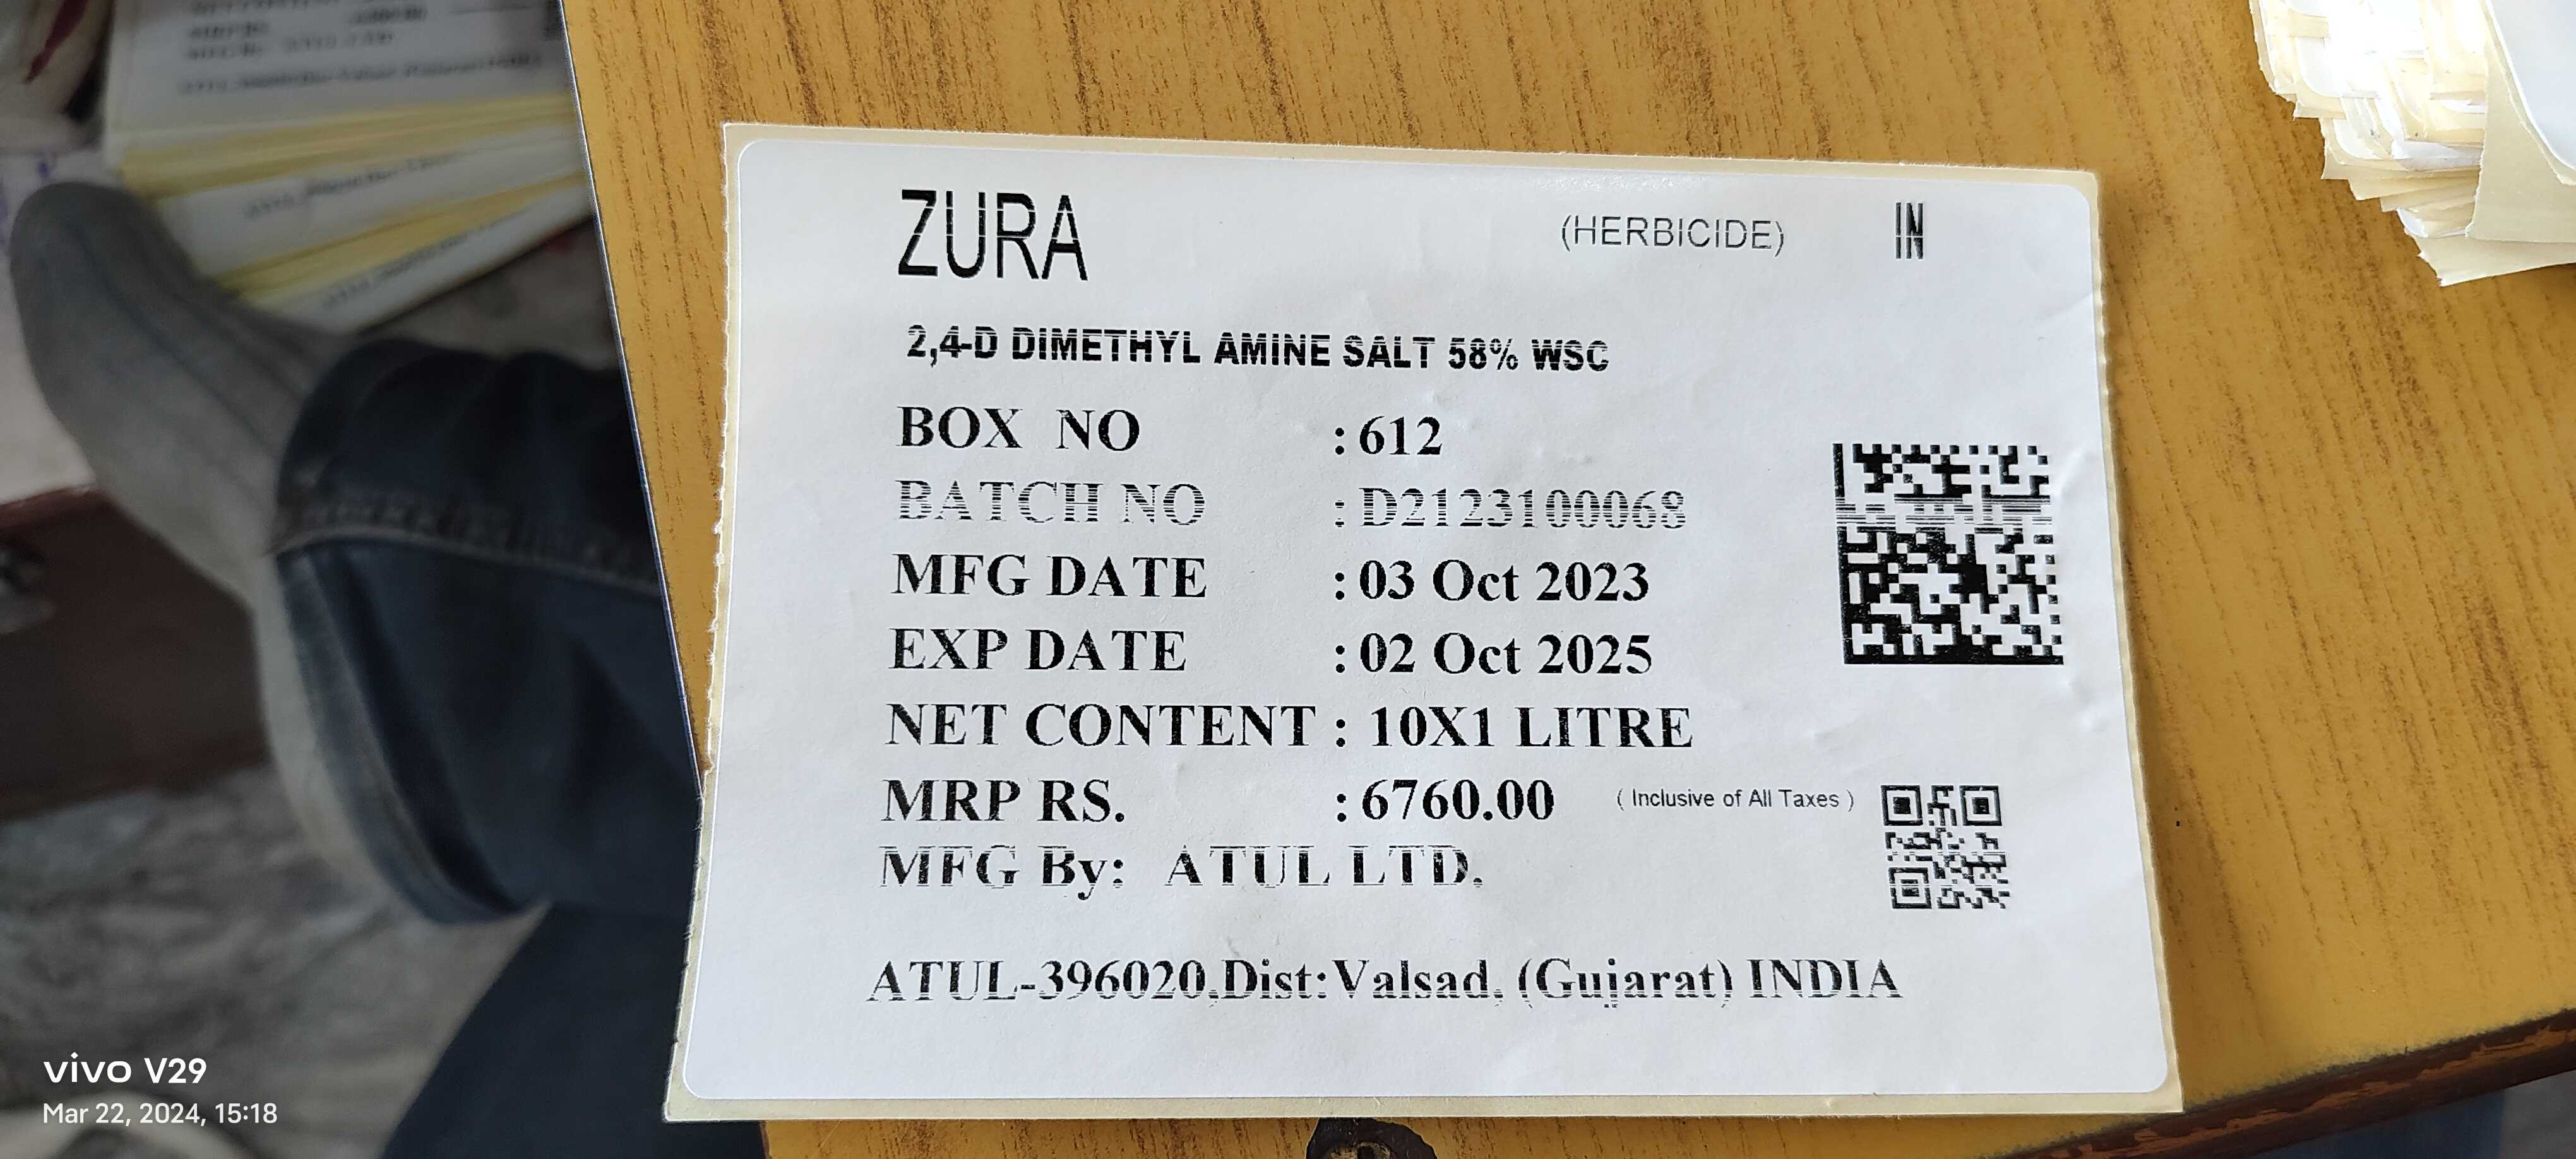 ZURA (HERBICIDE) IN
2,4-D DIMETHYL AMINE SALT 58% WSC
BOX NO : 612
BATCH NO : D2123100068
MFG DATE : 03 Oct 2023
EXP DATE : 02 Oct 2025
NET CONTENT : 10X1 LITRE
MRP RS. : 6760.00 ( Inclusive of All Taxes )
MFG By: ATUL LTD.
ATUL-396020,Dist:Valsad, (Gujarat) INDIA
vivo V29
Mar 22, 2024, 15:18